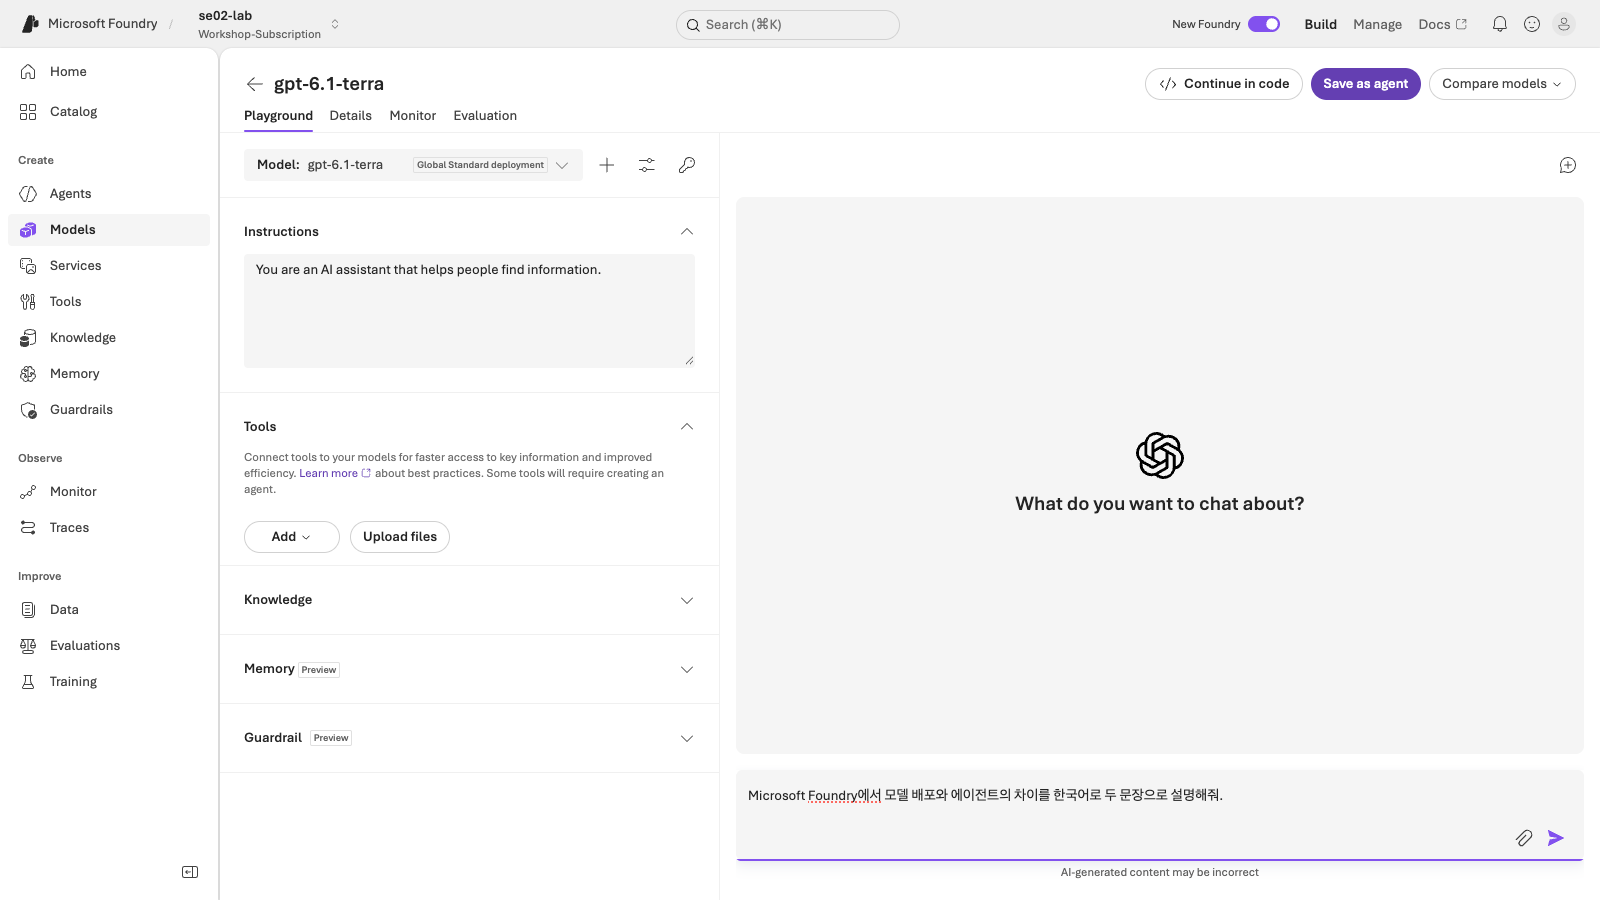 Microsoft Foundry
/
se02-lab
Workshop-Subscription
Search (⌘K)
New Foundry
Build
Manage
Docs
Home
Catalog
Create
Agents
Models
Services
Tools
Knowledge
Memory
Guardrails
Observe
Monitor
Traces
Improve
Data
Evaluations
Training
gpt-6.1-terra
Continue in code
Save as agent
Compare models
Playground
Details
Monitor
Evaluation
Model: gpt-6.1-terra
Global Standard deployment
Instructions
You are an AI assistant that helps people find information.
Tools
Connect tools to your models for faster access to key information and improved
efficiency. Learn more about best practices. Some tools will require creating an
agent.
Add
Upload files
Knowledge
Memory Preview
Guardrail Preview
What do you want to chat about?
Microsoft Foundry에서 모델 배포와 에이전트의 차이를 한국어로 두 문장으로 설명해줘.
AI-generated content may be incorrect